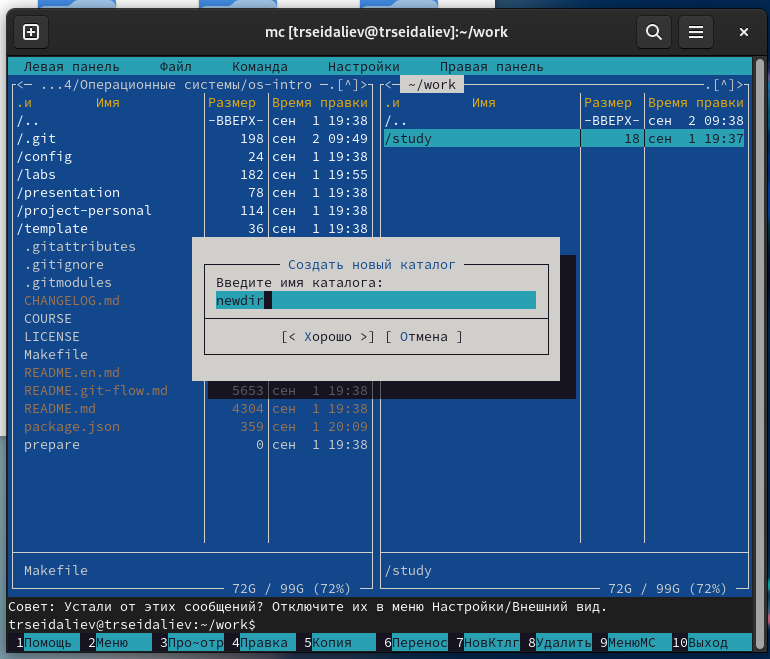 mc [trseidaliev@trseidaliev]:~/work
Левая панель Файл Команда Настройки Правая панель
<— ...4/Операционные системы/os-intro —.[^]> <— ~/work .[^]>
.и Имя Размер Время правки .и Имя Размер Время правки
/.. -ВВЕРХ- сен 1 19:38 /.. -ВВЕРХ- сен 2 09:38
/.git 198 сен 2 09:49 /study 18 сен 1 19:37
/config 24 сен 1 19:38
/labs 182 сен 1 19:55
/presentation 78 сен 1 19:38
/project-personal 114 сен 1 19:38
/template 36 сен 1 19:38
.gitattributes
.gitignore Создать новый каталог
.gitmodules Введите имя каталога:
CHANGELOG.md newdir
COURSE
LICENSE [< Хорошо >] [ Отмена ]
Makefile
README.en.md
README.git-flow.md 5653 сен 1 19:38
README.md 4304 сен 1 19:38
package.json 359 сен 1 20:09
prepare 0 сен 1 19:38
Makefile /study
72G / 99G (72%) 72G / 99G (72%)
Совет: Устали от этих сообщений? Отключите их в меню Настройки/Внешний вид.
trseidaliev@trseidaliev:~/work$
1Помощь 2Меню 3Про~отр 4Правка 5Копия 6Перенос 7НовКтлг 8Удалить 9МенюМС 10Выход